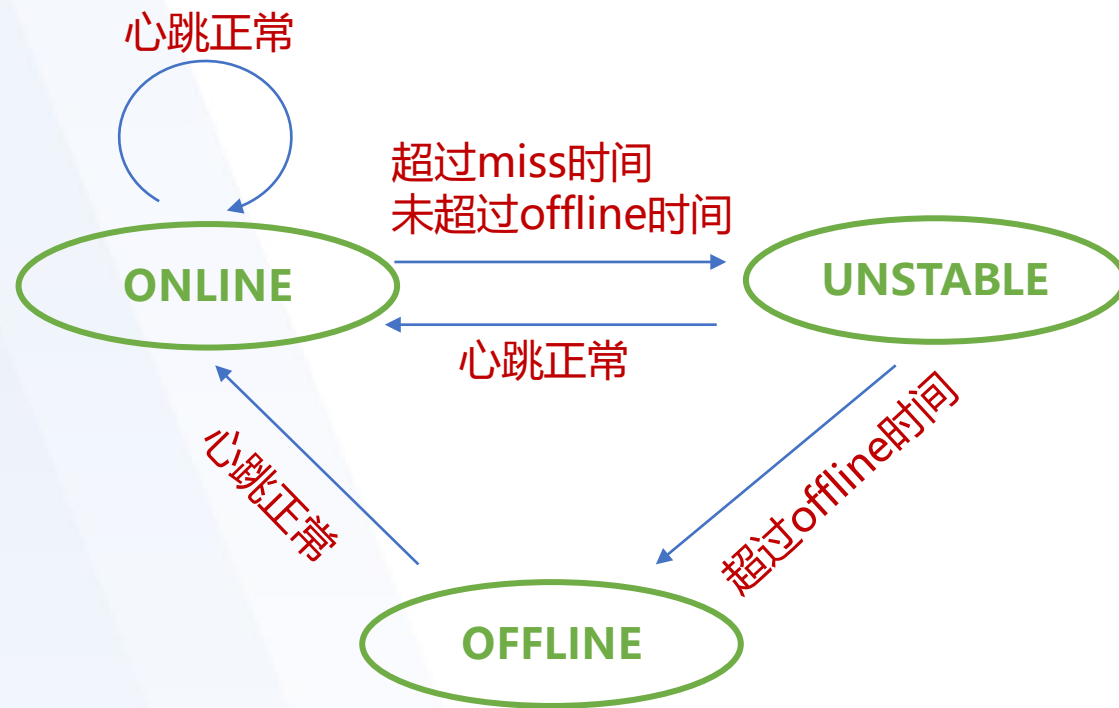 心跳正常
超过miss时间
未超过offline时间
ONLINE
UNSTABLE
心跳正常
心跳正常
超过offline时间
OFFLINE